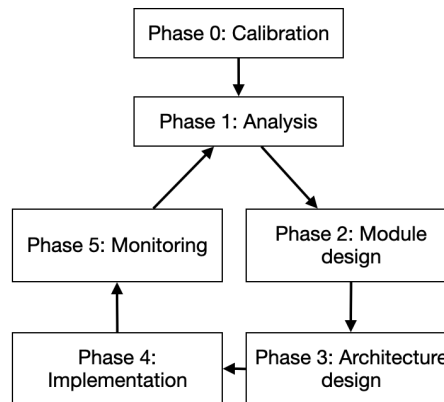 Phase 0: Calibration
Phase 1: Analysis
Phase 5: Monitoring
Phase 2: Module
design
Phase 4:
Implementation
Phase 3: Architecture
design